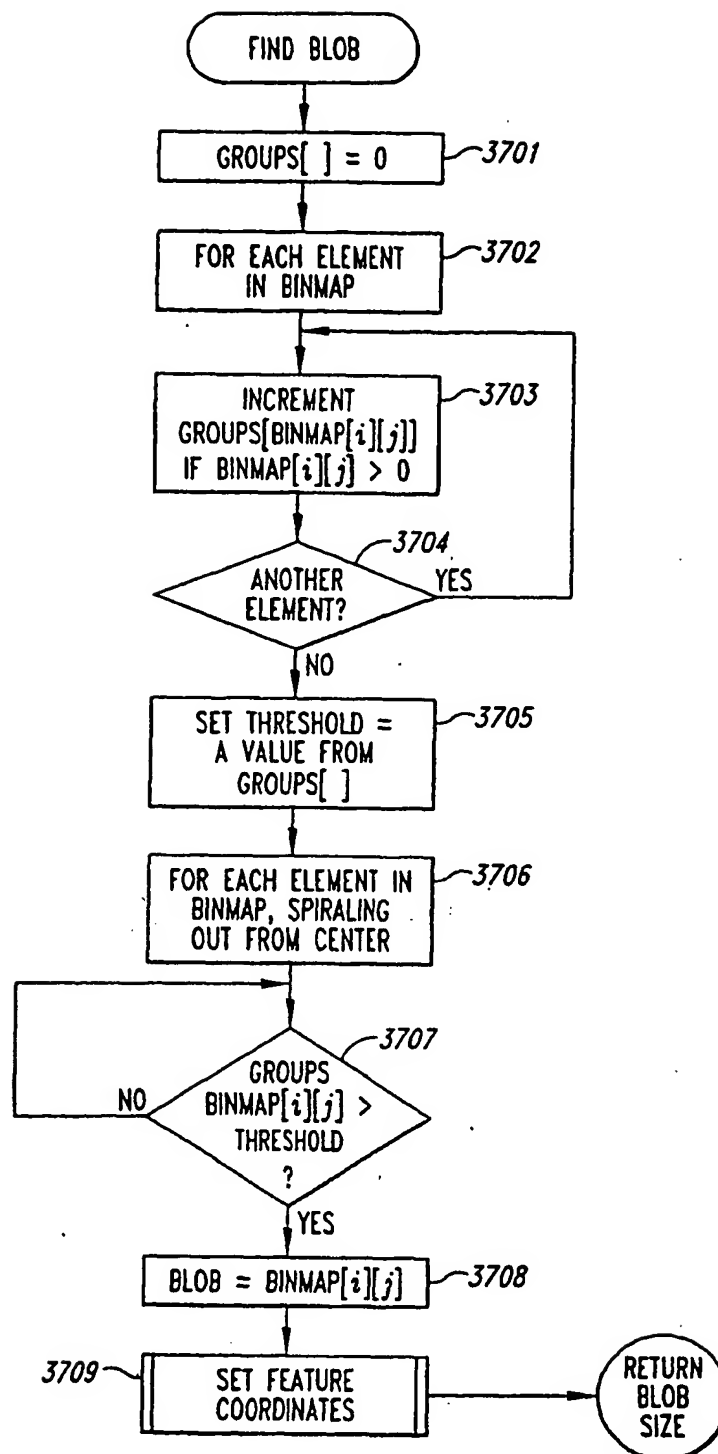 FIND BLOB
GROUPS[ ] = 0
3701
FOR EACH ELEMENT
IN BINMAP
3702
INCREMENT
GROUPS[BINMAP[i][j]]
IF BINMAP[i][j] > 0
3703
ANOTHER
ELEMENT?
3704
YES
NO
SET THRESHOLD =
A VALUE FROM
GROUPS[ ]
3705
FOR EACH ELEMENT IN
BINMAP, SPIRALING
OUT FROM CENTER
3706
GROUPS
BINMAP[i][j] >
THRESHOLD
?
3707
NO
YES
BLOB = BINMAP[i][j]
3708
3709
SET FEATURE
COORDINATES
RETURN
BLOB
SIZE